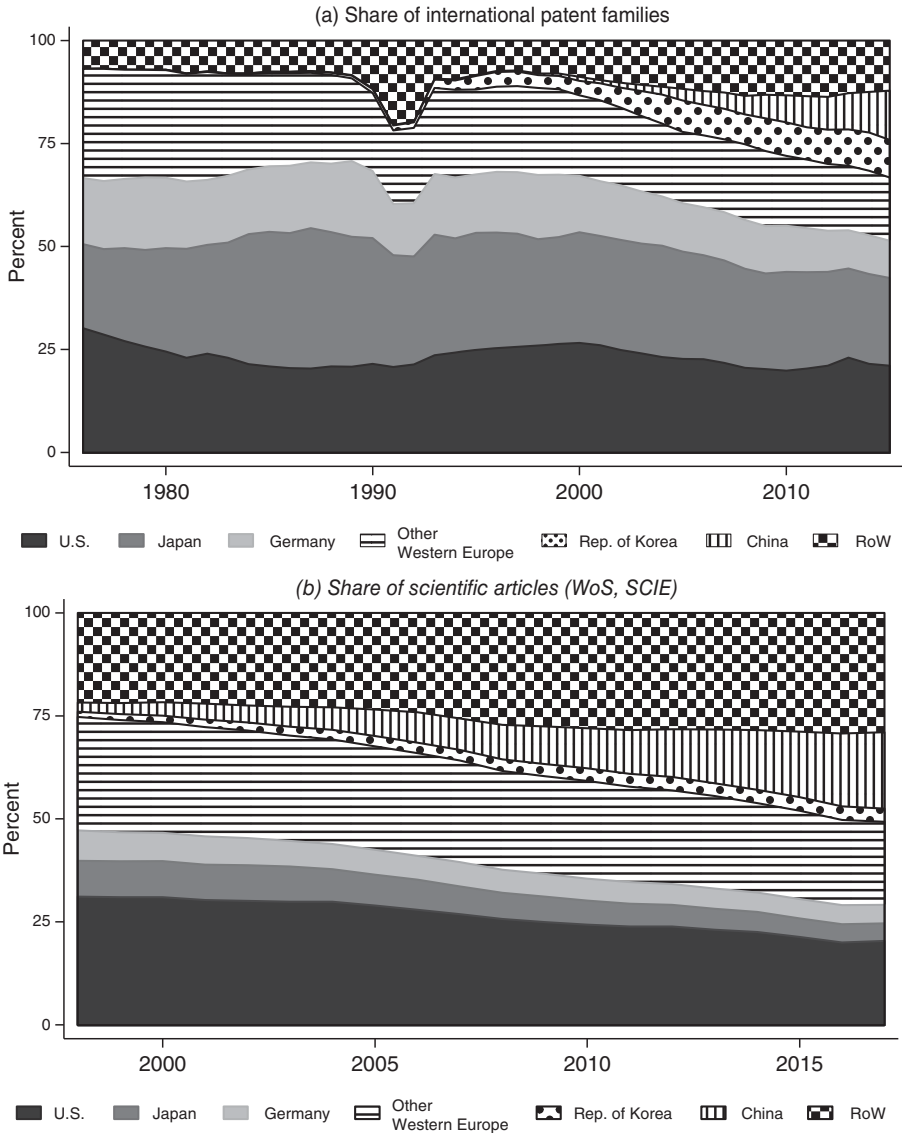 (a) Share of international patent families
100
75
50
25
0
Percent
1980 1990 2000 2010
U.S. Japan Germany Other Western Europe Rep. of Korea China RoW
(b) Share of scientific articles (WoS, SCIE)
100
75
50
25
0
Percent
2000 2005 2010 2015
U.S. Japan Germany Other Western Europe Rep. of Korea China RoW